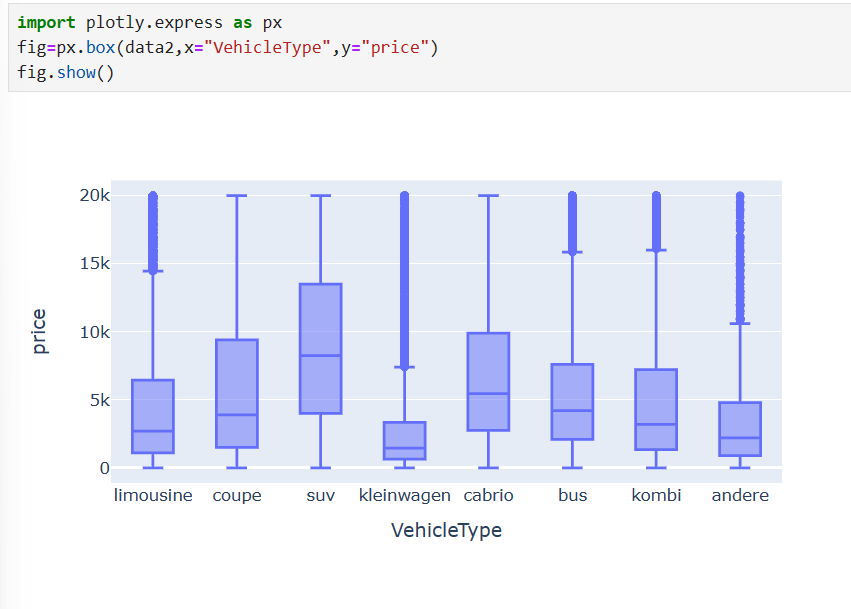 import plotly.express as px
fig=px.box(data2,x="VehicleType",y="price")
fig.show()
20k
15k
10k
5k
0
price
limousine coupe suv kleinwagen cabrio bus kombi andere
VehicleType